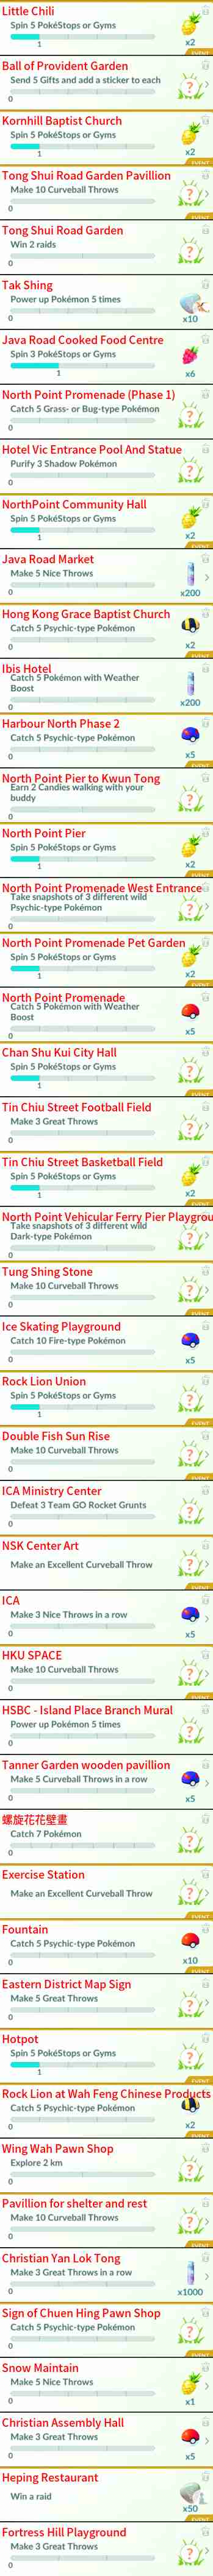 Little Chili
Spin 5 PokéStops or Gyms
1
x2
EVENT
Ball of Provident Garden
Send 5 Gifts and add a sticker to each
?
0
Kornhill Baptist Church
Spin 5 PokéStops or Gyms
1
x2
EVENT
Tong Shui Road Garden Pavillion
Make 10 Curveball Throws
?
0
EVENT
Tong Shui Road Garden
Win 2 raids
?
0
Tak Shing
Power up Pokémon 5 times
0
x10
Java Road Cooked Food Centre
Spin 3 PokéStops or Gyms
1
x6
North Point Promenade (Phase 1)
Catch 5 Grass- or Bug-type Pokémon
?
0
Hotel Vic Entrance Pool And Statue
Purify 3 Shadow Pokémon
?
0
NorthPoint Community Hall
Spin 5 PokéStops or Gyms
1
x2
EVENT
Java Road Market
Make 5 Nice Throws
0
x200
Hong Kong Grace Baptist Church
Catch 5 Psychic-type Pokémon
0
x2
EVENT
Ibis Hotel
Catch 5 Pokémon with Weather
Boost
0
x200
Harbour North Phase 2
Catch 5 Psychic-type Pokémon
0
x5
EVENT
North Point Pier to Kwun Tong
Earn 2 Candies walking with your
buddy
?
0
North Point Pier
Spin 5 PokéStops or Gyms
1
x2
EVENT
North Point Promenade West Entrance
Take snapshots of 3 different wild
Psychic-type Pokémon
?
0
EVENT
North Point Promenade Pet Garden
Spin 5 PokéStops or Gyms
1
x2
EVENT
North Point Promenade
Catch 5 Pokémon with Weather
Boost
0
x5
Chan Shu Kui City Hall
Spin 5 PokéStops or Gyms
?
1
EVENT
Tin Chiu Street Football Field
Make 3 Great Throws
?
0
Tin Chiu Street Basketball Field
Spin 5 PokéStops or Gyms
1
x2
EVENT
North Point Vehicular Ferry Pier Playgrou
Take snapshots of 3 different wild
Dark-type Pokémon
?
0
Tung Shing Stone
Make 10 Curveball Throws
?
0
EVENT
Ice Skating Playground
Catch 10 Fire-type Pokémon
0
x5
Rock Lion Union
Spin 5 PokéStops or Gyms
?
1
EVENT
Double Fish Sun Rise
Make 10 Curveball Throws
?
0
EVENT
ICA Ministry Center
Defeat 3 Team GO Rocket Grunts
?
0
NSK Center Art
Make an Excellent Curveball Throw
?
EVENT
ICA
Make 3 Nice Throws in a row
0
x5
HKU SPACE
Make 10 Curveball Throws
?
0
EVENT
HSBC - Island Place Branch Mural
Power up Pokémon 5 times
?
0
Tanner Garden wooden pavillion
Make 5 Curveball Throws in a row
0
x5
螺旋花花壁畫
Catch 7 Pokémon
?
0
Exercise Station
Make an Excellent Curveball Throw
?
EVENT
Fountain
Catch 5 Psychic-type Pokémon
0
x10
EVENT
Eastern District Map Sign
Make 5 Great Throws
?
0
Hotpot
Spin 5 PokéStops or Gyms
?
1
EVENT
Rock Lion at Wah Feng Chinese Products
Catch 5 Psychic-type Pokémon
0
x2
EVENT
Wing Wah Pawn Shop
Explore 2 km
?
0
Pavillion for shelter and rest
Make 10 Curveball Throws
?
0
EVENT
Christian Yan Lok Tong
Make 3 Great Throws in a row
0
x1000
Sign of Chuen Hing Pawn Shop
Catch 5 Psychic-type Pokémon
?
0
EVENT
Snow Maintain
Make 5 Nice Throws
0
x1
Christian Assembly Hall
Make 3 Great Throws
0
x5
Heping Restaurant
Win a raid
x50
Fortress Hill Playground
Make 3 Great Throws
?
0